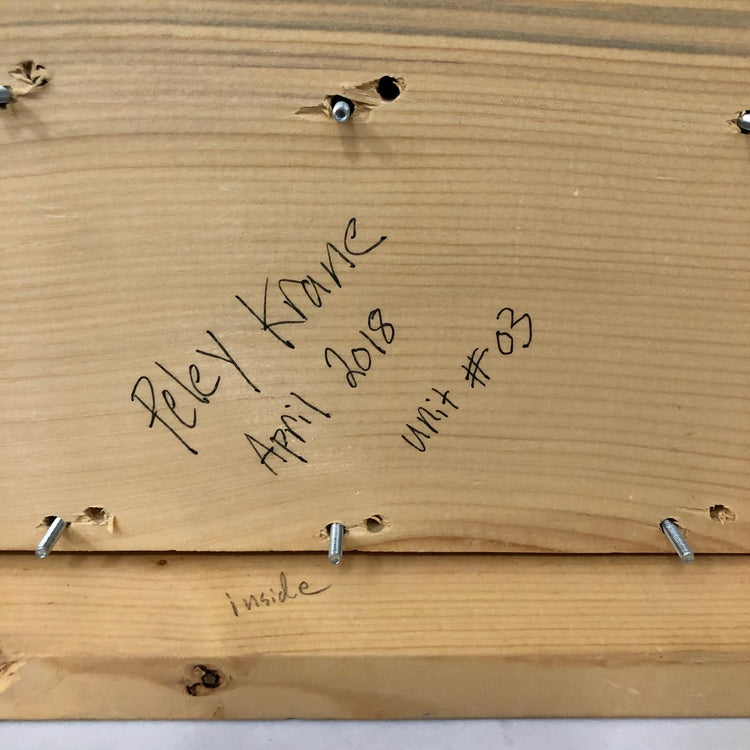 Peley Krane
April 2018
unit # 03
inside